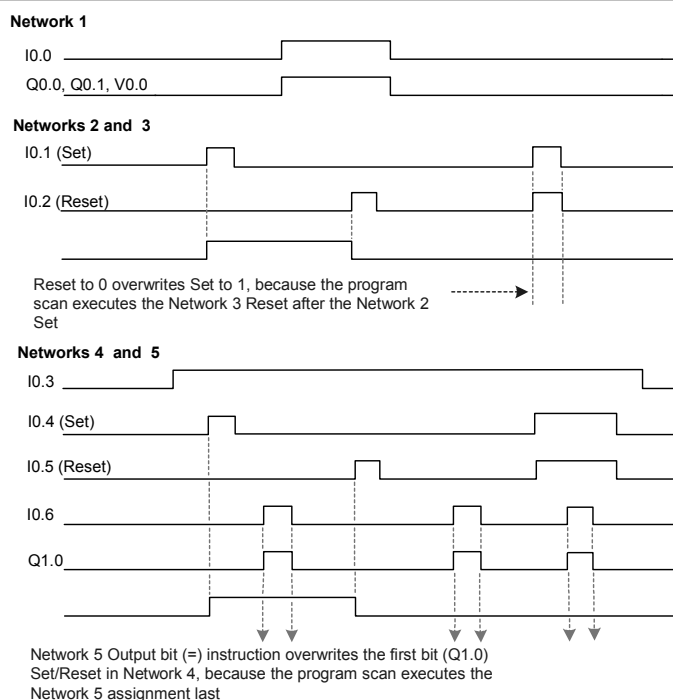 Network 1
I0.0
Q0.0, Q0.1, V0.0
Networks 2 and 3
I0.1 (Set)
I0.2 (Reset)
Reset to 0 overwrites Set to 1, because the program
scan executes the Network 3 Reset after the Network 2
Set
Networks 4 and 5
I0.3
I0.4 (Set)
I0.5 (Reset)
I0.6
Q1.0
Network 5 Output bit (=) instruction overwrites the first bit (Q1.0)
Set/Reset in Network 4, because the program scan executes the
Network 5 assignment last